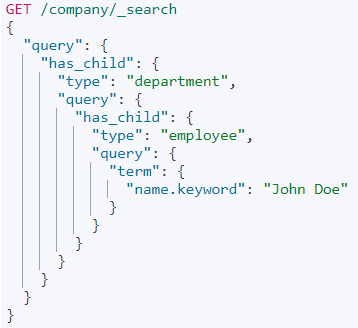 GET /company/_search
{
  "query": {
    "has_child": {
      "type": "department",
      "query": {
        "has_child": {
          "type": "employee",
          "query": {
            "term": {
              "name.keyword": "John Doe"
            }
          }
        }
      }
    }
  }
}